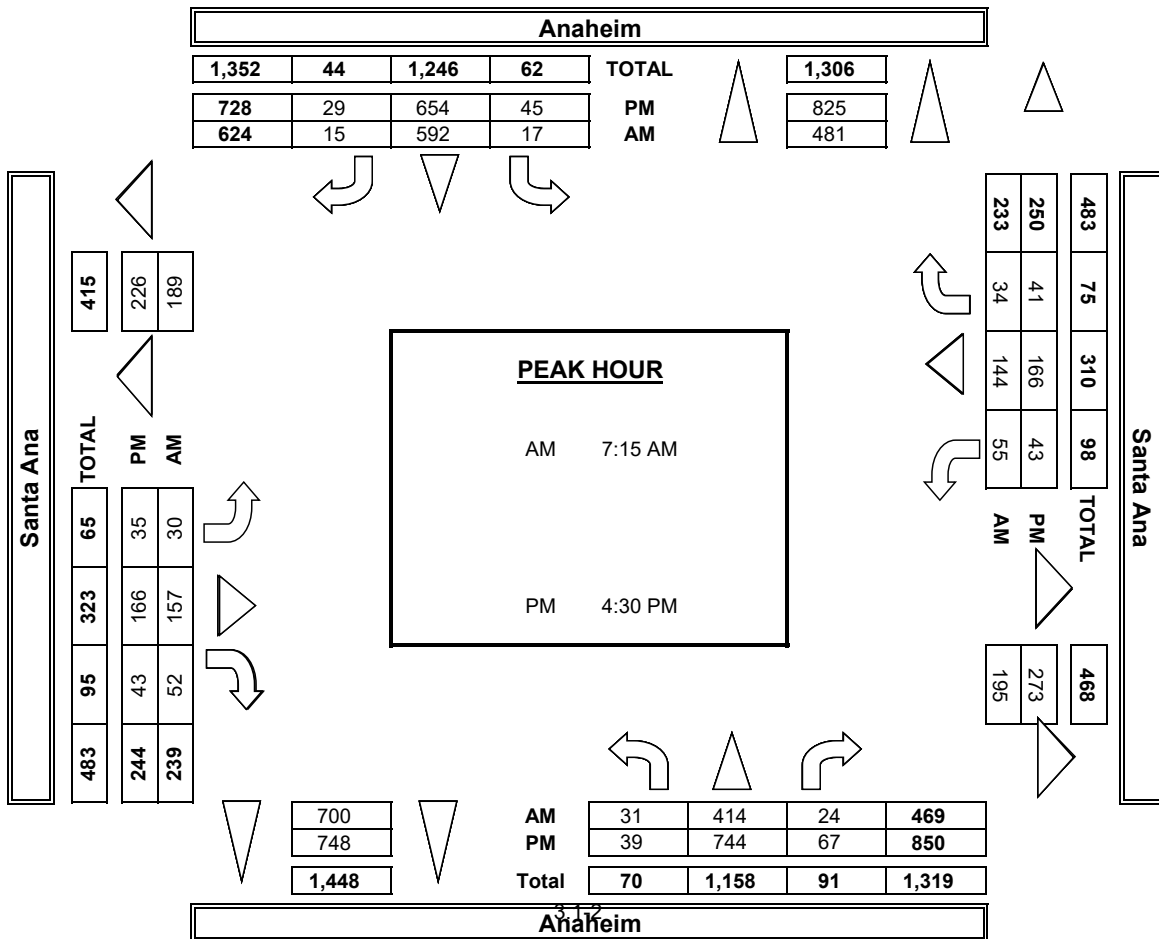 Anaheim
1,352 44 1,246 62 TOTAL 1,306
728 29 654 45 PM 825
624 15 592 17 AM 481
Santa Ana
415
226
189
TOTAL
PM
AM
65 323 95 483
35 166 43 244
30 157 52 239
PEAK HOUR
AM 7:15 AM
PM 4:30 PM
483 75 310 98 TOTAL 468
250 41 166 43 PM 273
233 34 144 55 AM 195
Santa Ana
700 AM 31 414 24 469
748 PM 39 744 67 850
1,448 Total 70 1,158 91 1,319
3.1-2
Anaheim